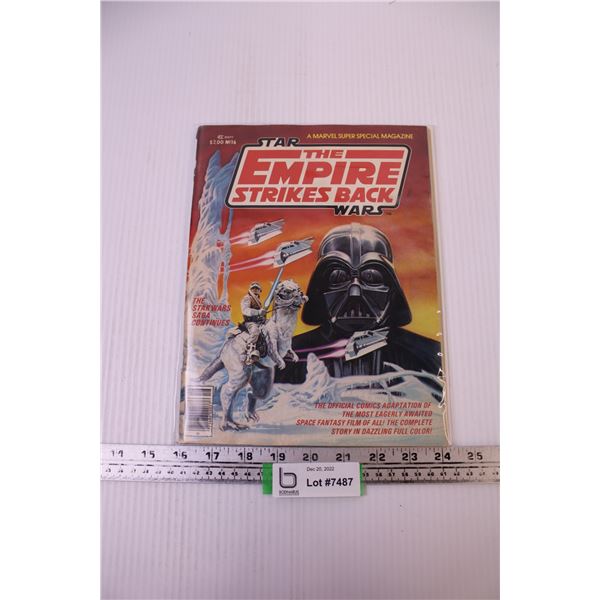 A MARVEL SUPER SPECIAL MAGAZINE
$2.00 №16
STAR
THE
EMPIRE
STRIKES BACK
WARS
THE
STAR WARS
SAGA
CONTINUES
THE OFFICIAL COMICS ADAPTATION OF
THE MOST EAGERLY AWAITED
SPACE FANTASY FILM OF ALL! THE COMPLETE
STORY IN DAZZLING FULL COLOR!
14 15 16 17 18 19 20 21 22 23 24 25
Dec 20, 2022
Lot #7487
b
BODNARUS